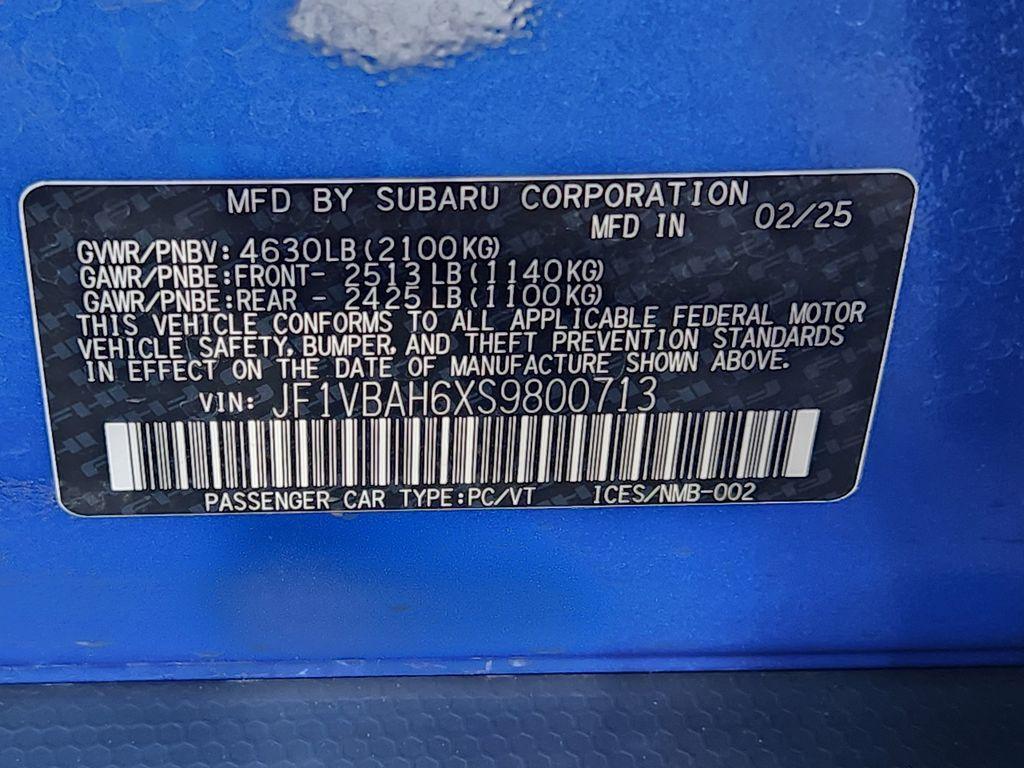 MFD BY SUBARU CORPORATION
MFD IN 02/25
GVWR/PNBV: 4630LB (2100KG)
GAWR/PNBE:FRONT- 2513 LB (1140KG)
GAWR/PNBE:REAR - 2425 LB (1100KG)
THIS VEHICLE CONFORMS TO ALL APPLICABLE FEDERAL MOTOR
VEHICLE SAFETY, BUMPER, AND THEFT PREVENTION STANDARDS
IN EFFECT ON THE DATE OF MANUFACTURE SHOWN ABOVE.
VIN: JF1VBAH6XS9800713
PASSENGER CAR TYPE:PC/VT ICES/NMB-002